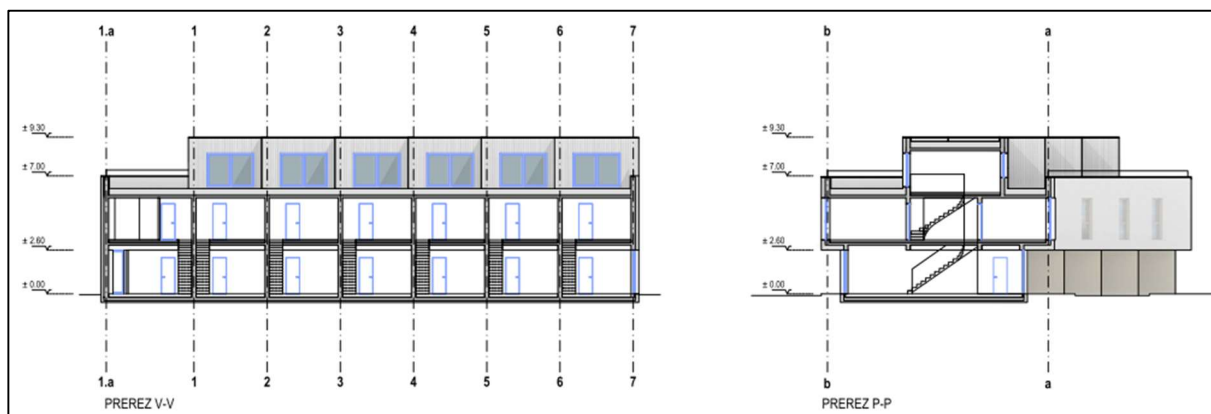 1.a 1 2 3 4 5 6 7
± 9.30
± 7.00
± 2.60
± 0.00
1.a 1 2 3 4 5 6 7
PREREZ V-V
b a
± 9.30
± 7.00
± 2.60
± 0.00
b a
PREREZ P-P